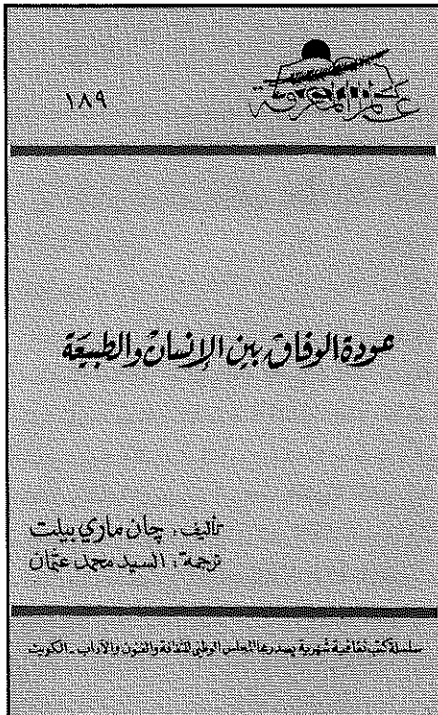 عالم المعرفة
١٨٩
عودة الوفاق بين الإنسان والطبيعة
تأليف: چان ماري بيلت
ترجمة: السيد محمد عثمان
سلسلة كتب ثقافية شهرية يصدرها المجلس الوطني للثقافة والفنون والآداب - الكويت